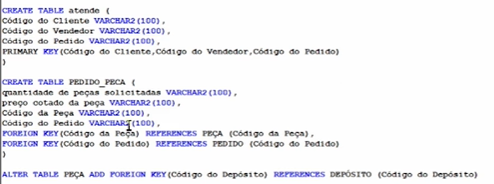 CREATE TABLE atende (
Código do Cliente VARCHAR2(100),
Código do Vendedor VARCHAR2(100),
Código do Pedido VARCHAR2(100),
PRIMARY KEY(Código do Cliente,Código do Vendedor,Código do Pedido)
)
CREATE TABLE PEDIDO_PECA (
quantidade de peças solicitadas VARCHAR2(100),
preço cotado da peça VARCHAR2(100),
Código da Peça VARCHAR2(100),
Código do Pedido VARCHAR2(100),
FOREIGN KEY(Código da Peça) REFERENCES PEÇA (Código da Peça),
FOREIGN KEY(Código do Pedido) REFERENCES PEDIDO (Código do Pedido)
)
ALTER TABLE PEÇA ADD FOREIGN KEY(Código do Depósito) REFERENCES DEPÓSITO (Código do Depósito)